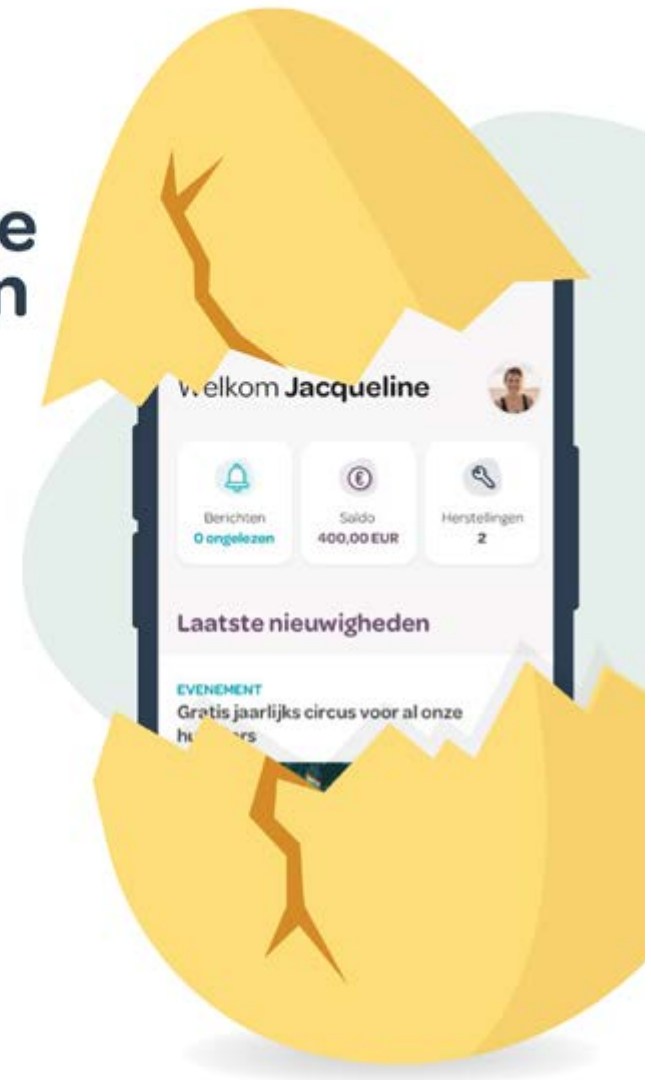 e
n
Welkom Jacqueline
Berichten
0 ongelezen
Saldo
400,00 EUR
Herstellingen
2
Laatste nieuwigheden
EVENEMENT
Gratis jaarlijks circus voor al onze